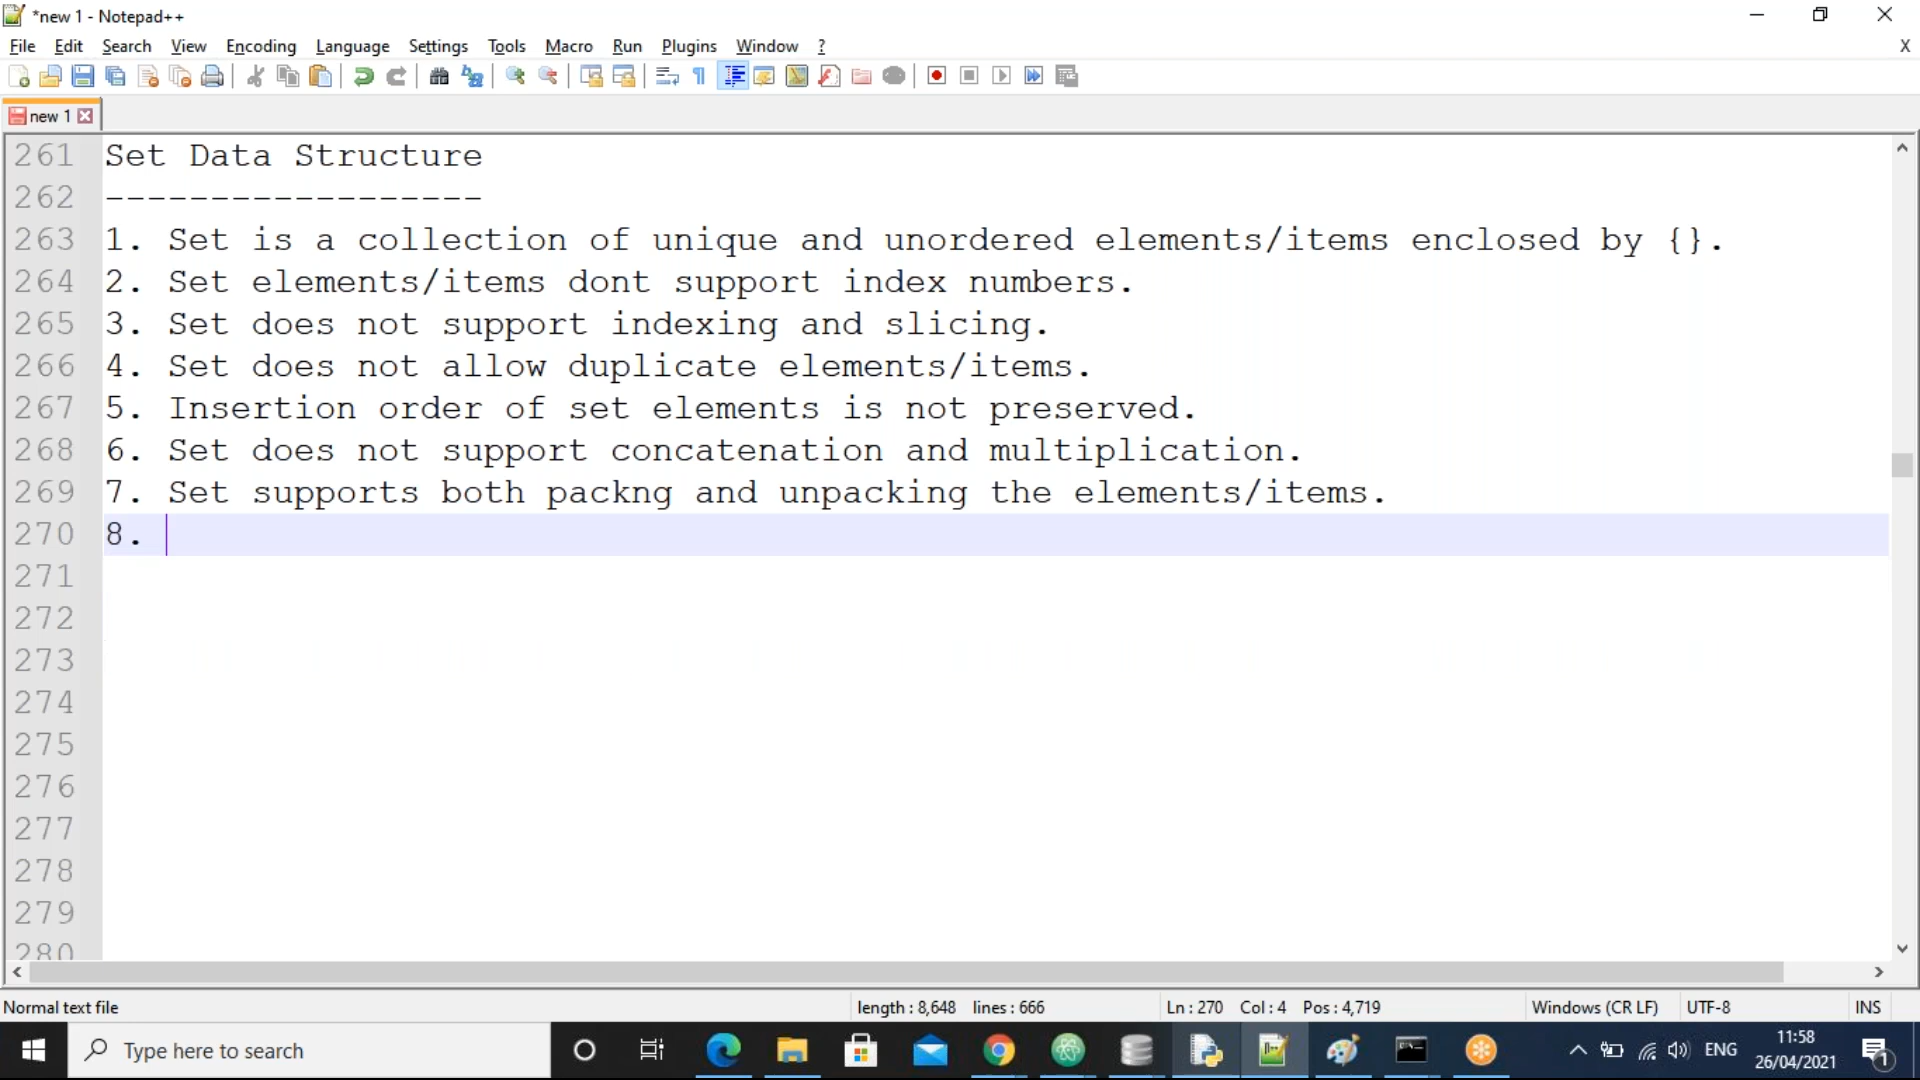 *new 1 - Notepad++
File Edit Search View Encoding Language Settings Tools Macro Run Plugins Window ?
X
new 1
261 Set Data Structure
262 ------------------
263 1. Set is a collection of unique and unordered elements/items enclosed by {}.
264 2. Set elements/items dont support index numbers.
265 3. Set does not support indexing and slicing.
266 4. Set does not allow duplicate elements/items.
267 5. Insertion order of set elements is not preserved.
268 6. Set does not support concatenation and multiplication.
269 7. Set supports both packng and unpacking the elements/items.
270 8.
271
272
273
274
275
276
277
278
279
280
Normal text file length : 8,648 lines : 666 Ln : 270 Col : 4 Pos : 4,719 Windows (CR LF) UTF-8 INS
Type here to search ENG 11:58
26/04/2021 1